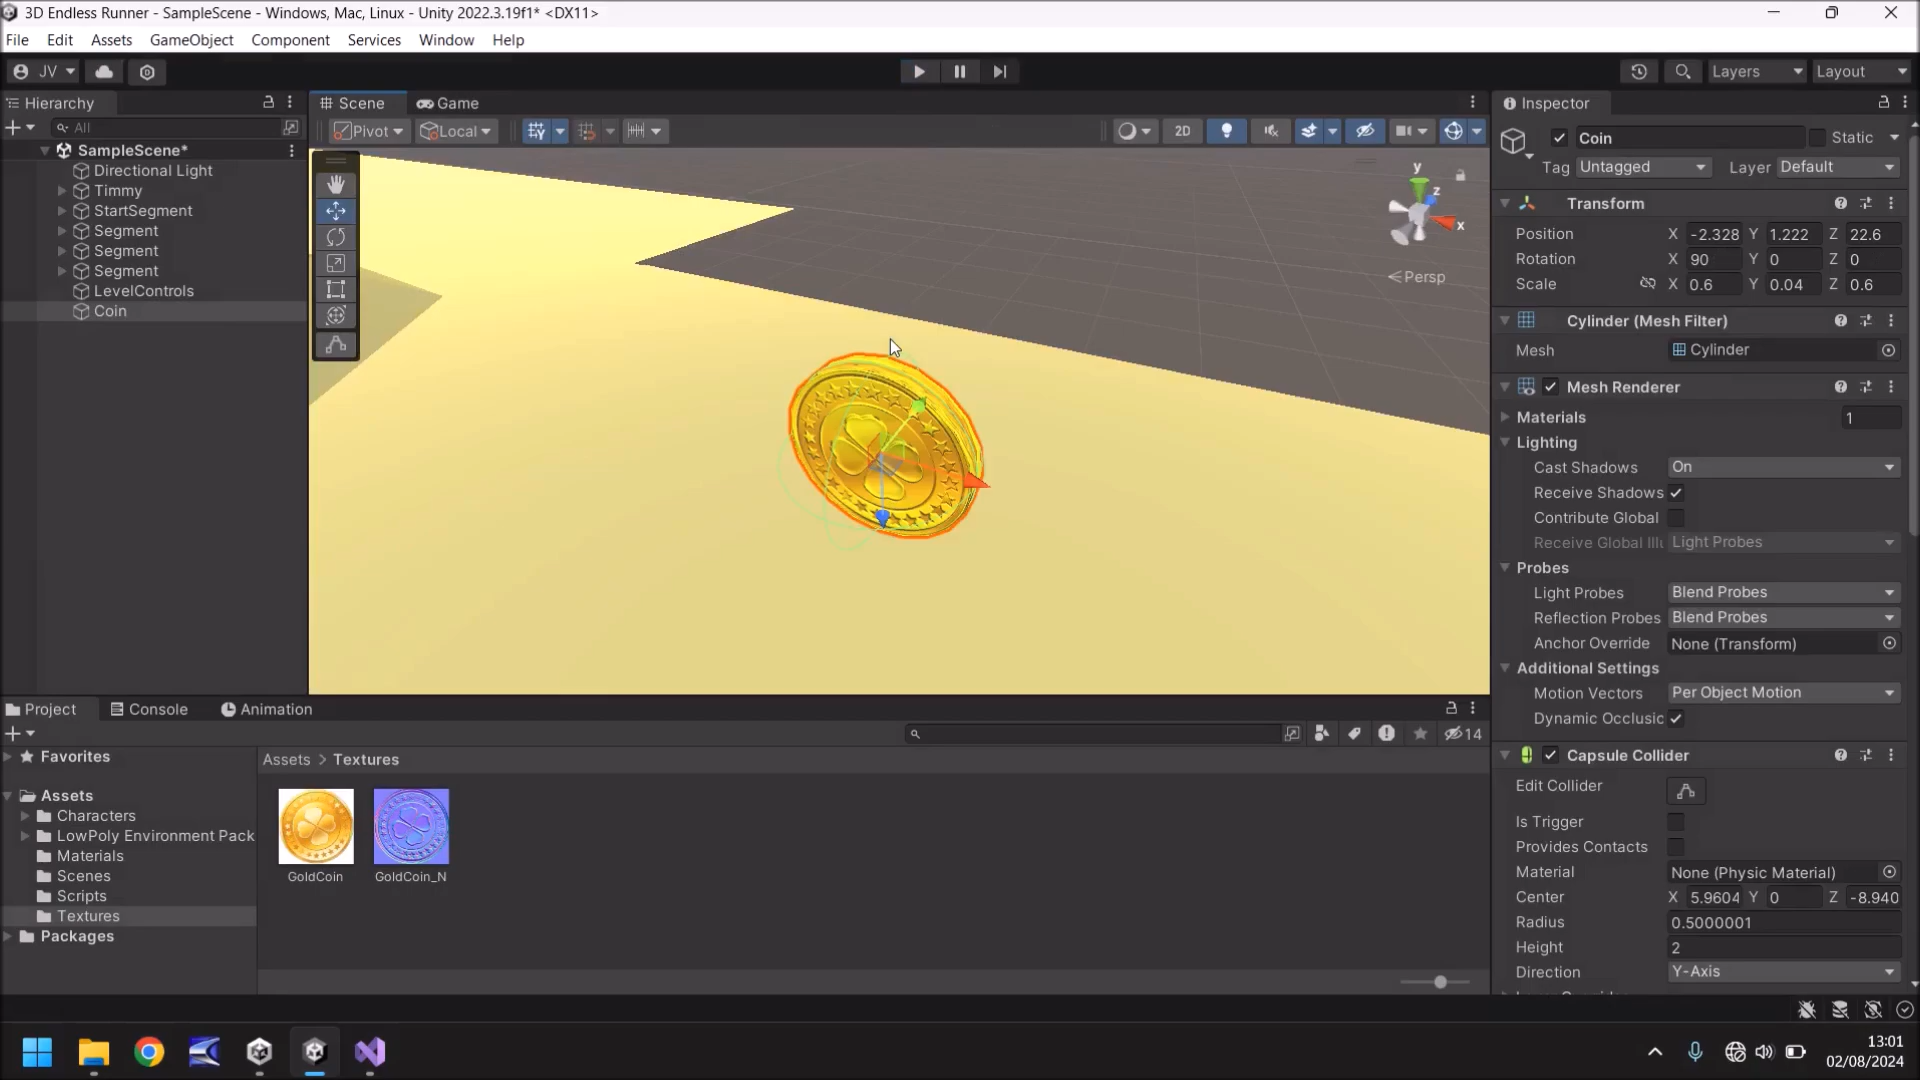 3D Endless Runner - SampleScene - Windows, Mac, Linux - Unity 2022.3.19f1* <DX11>
File Edit Assets GameObject Component Services Window Help
JV Layers Layout
Hierarchy
All
SampleScene*
Directional Light
Timmy
StartSegment
Segment
Segment
Segment
LevelControls
Coin
Scene Game
Pivot Local 2D
y
z
x
Persp
Inspector
Coin Static
Tag Untagged Layer Default
Transform
Position X -2.328 Y 1.222 Z 22.6
Rotation X 90 Y 0 Z 0
Scale X 0.6 Y 0.04 Z 0.6
Cylinder (Mesh Filter)
Mesh Cylinder
Mesh Renderer
Materials 1
Lighting
Cast Shadows On
Receive Shadows
Contribute Global
Receive Global Illu Light Probes
Probes
Light Probes Blend Probes
Reflection Probes Blend Probes
Anchor Override None (Transform)
Additional Settings
Motion Vectors Per Object Motion
Dynamic Occlusic
Capsule Collider
Edit Collider
Is Trigger
Provides Contacts
Material None (Physic Material)
Center X 5.9604 Y 0 Z -8.940
Radius 0.5000001
Height 2
Direction Y-Axis
Project Console Animation
14
Favorites
Assets
Characters
LowPoly Environment Pack
Materials
Scenes
Scripts
Textures
Packages
Assets > Textures
GoldCoin GoldCoin_N
13:01
02/08/2024